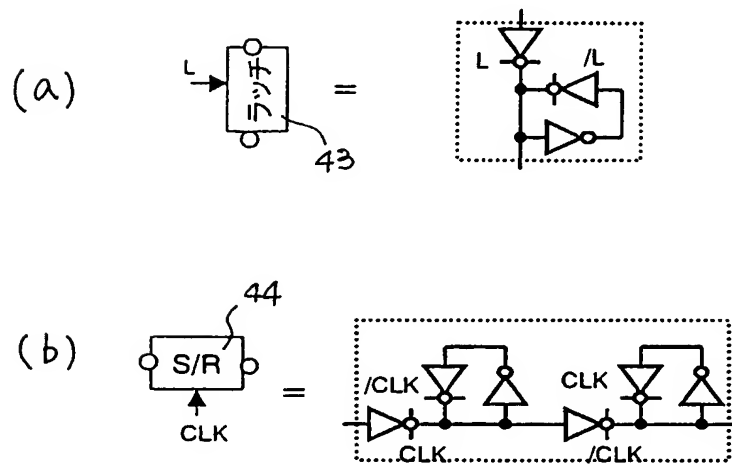 (a)
L
ラッチ
43
=
L
/L
(b)
44
S/R
CLK
=
/CLK
CLK
CLK
/CLK